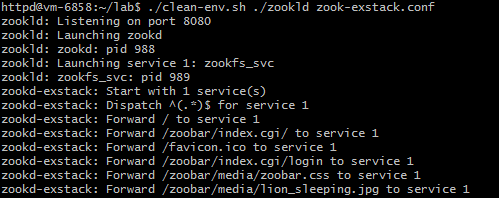 httpd@vm-6858:~/lab$ ./clean-env.sh ./zookld zook-exstack.conf
zookld: Listening on port 8080
zookld: Launching zookd
zookld: zookd: pid 988
zookld: Launching service 1: zookfs_svc
zookld: zookfs_svc: pid 989
zookd-exstack: Start with 1 service(s)
zookd-exstack: Dispatch ^(.*)$ for service 1
zookd-exstack: Forward / to service 1
zookd-exstack: Forward /zoobar/index.cgi/ to service 1
zookd-exstack: Forward /favicon.ico to service 1
zookd-exstack: Forward /zoobar/index.cgi/login to service 1
zookd-exstack: Forward /zoobar/media/zoobar.css to service 1
zookd-exstack: Forward /zoobar/media/lion_sleeping.jpg to service 1